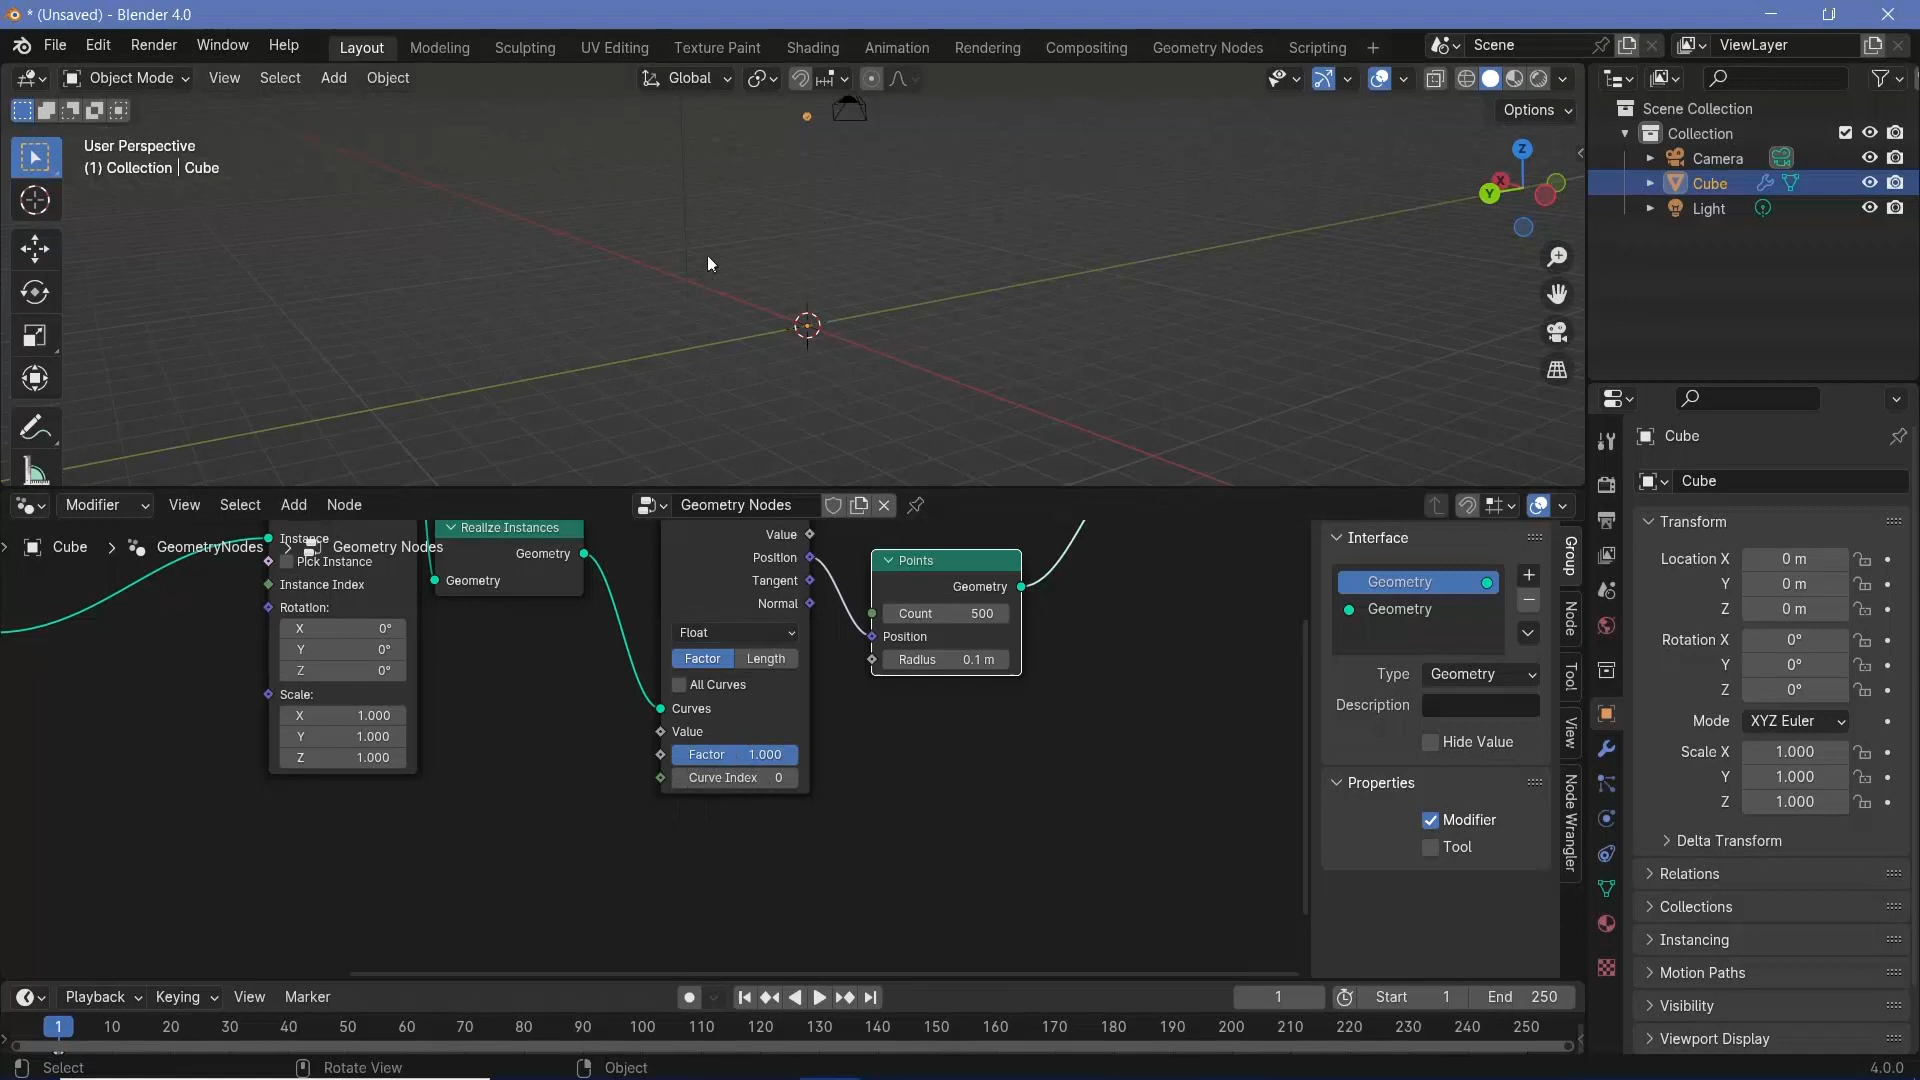 * (Unsaved) - Blender 4.0
File Edit Render Window Help Layout Modeling Sculpting UV Editing Texture Paint Shading Animation Rendering Compositing Geometry Nodes Scripting + Scene ViewLayer
Object Mode View Select Add Object Global
Options
User Perspective
(1) Collection | Cube
Z
X
Y
Scene Collection
Collection
Camera
Cube
Light
Cube
Cube
Transform
Location X 0 m
Y 0 m
Z 0 m
Rotation X 0°
Y 0°
Z 0°
Mode XYZ Euler
Scale X 1.000
Y 1.000
Z 1.000
Delta Transform
Relations
Collections
Instancing
Motion Paths
Visibility
Viewport Display
Modifier View Select Add Node Geometry Nodes
Cube > GeometryNodes > Geometry Nodes
Instance
Pick Instance
Instance Index
Rotation:
X 0°
Y 0°
Z 0°
Scale:
X 1.000
Y 1.000
Z 1.000
Realize Instances
Geometry
Geometry
Value
Position
Tangent
Normal
Float
Factor Length
All Curves
Curves
Value
Factor 1.000
Curve Index 0
Points
Geometry
Count 500
Position
Radius 0.1 m
Interface
Geometry
Geometry
Type Geometry
Description
Hide Value
Properties
Modifier
Tool
Group
Node
Tool
View
Node Wrangler
Playback Keying View Marker 1 Start 1 End 250
1 10 20 30 40 50 60 70 80 90 100 110 120 130 140 150 160 170 180 190 200 210 220 230 240 250
Select Rotate View Object 4.0.0